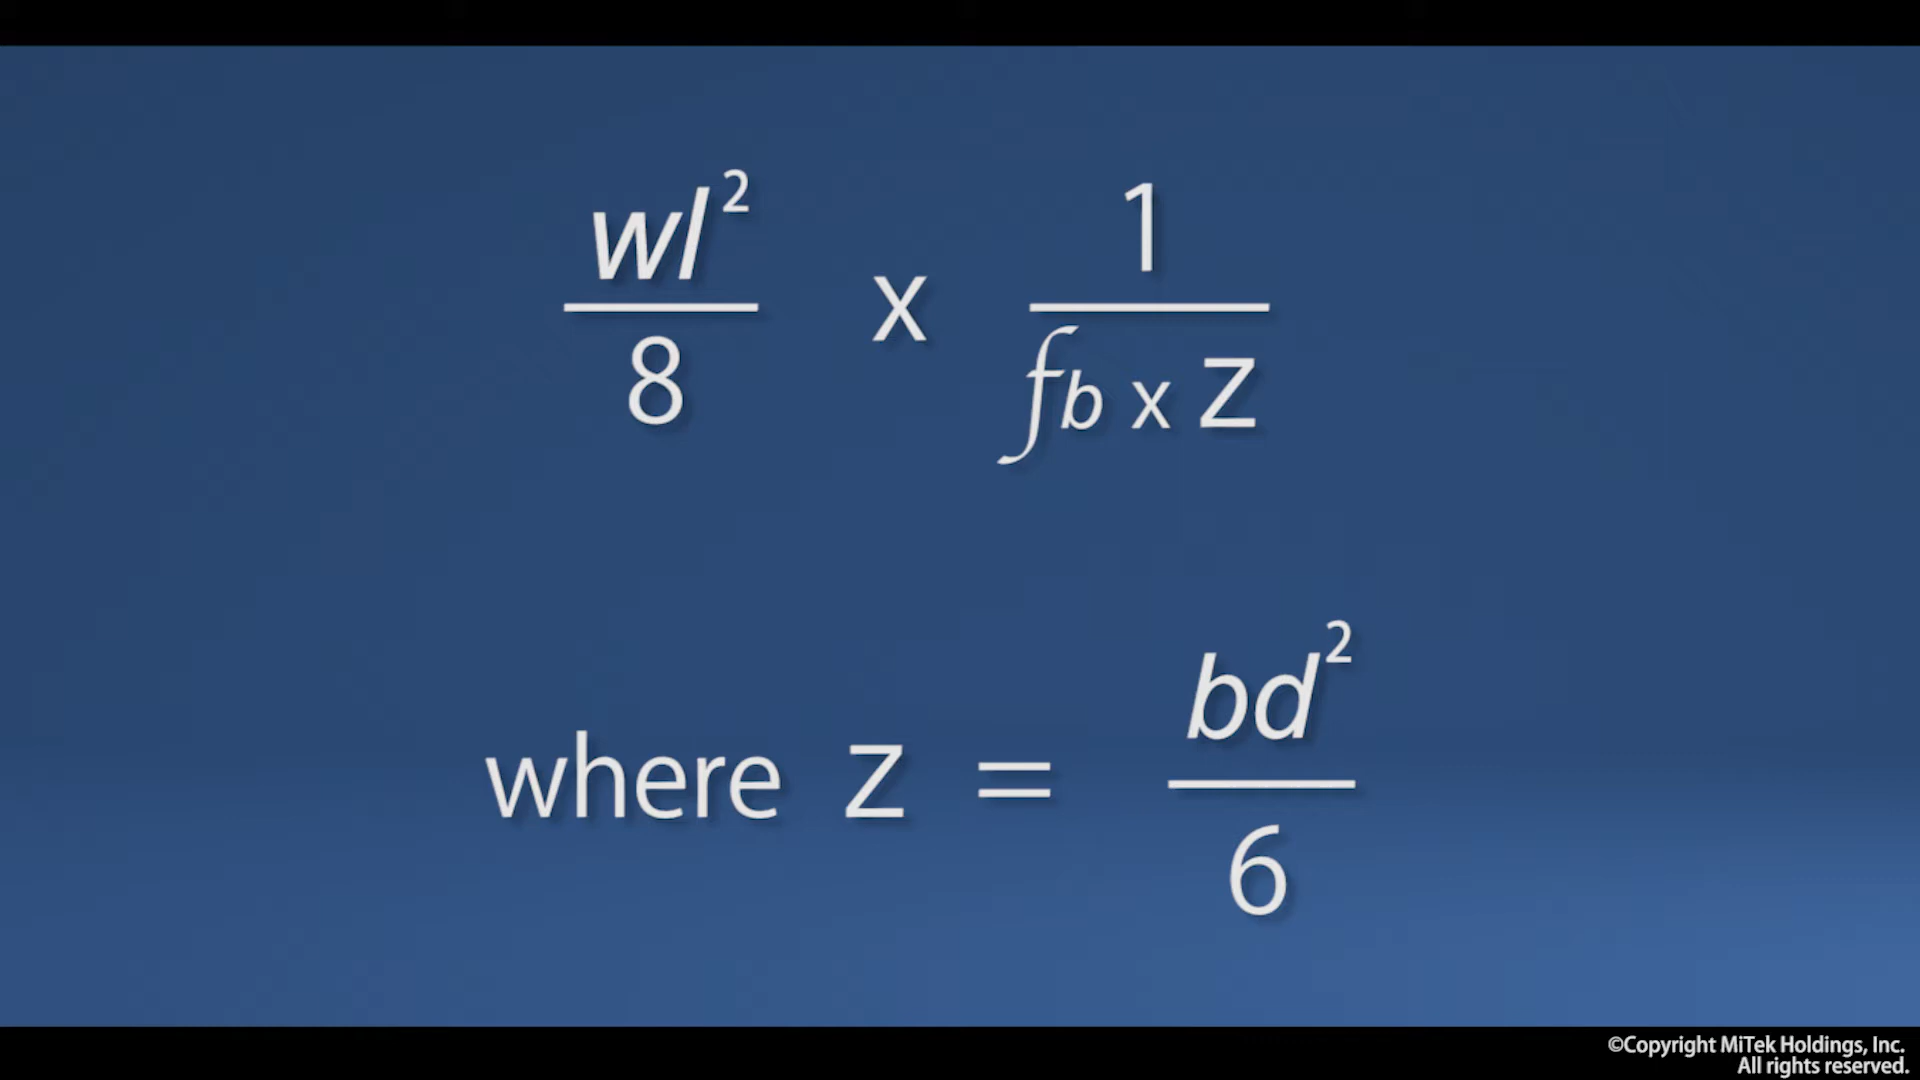 wl²
8
x
1
fb x Z
where Z =
bd²
6
©Copyright MiTek Holdings, Inc.
All rights reserved.